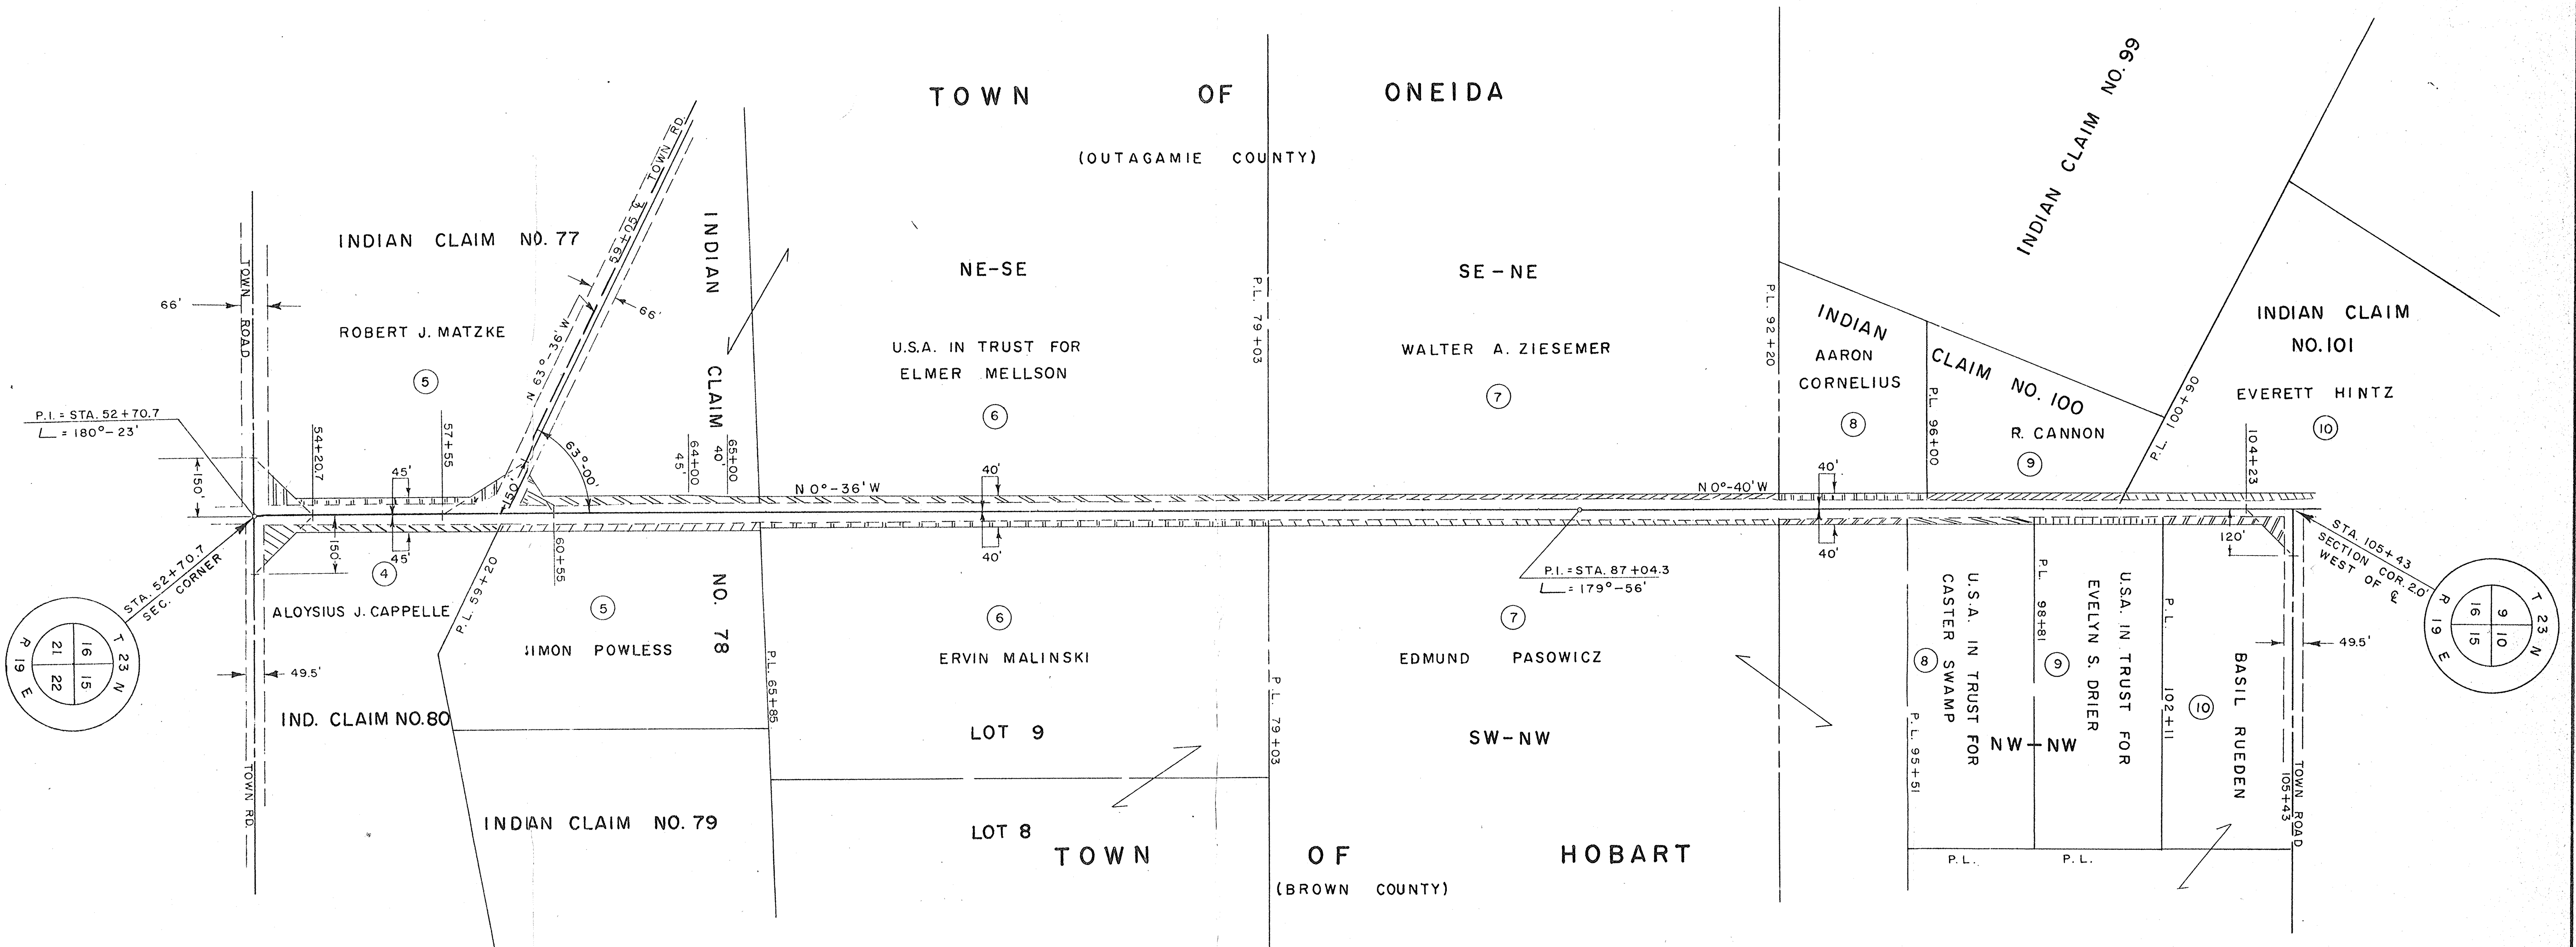 TOWN OF ONEIDA
(OUTAGAMIE COUNTY)
INDIAN CLAIM NO. 77
ROBERT J. MATZKE
5
TOWN ROAD
66'
P.I. = STA. 52+70.7
L = 180°-23'
150'
54+20.7
45'
57+55
N 63°-36' W
59+05 ℄ TOWN RD.
66'
150'
63°-00'
INDIAN CLAIM NO. 78
64+00
45'
65+00
40'
NE-SE
U.S.A. IN TRUST FOR
ELMER MELLSON
6
N 0°-36' W
40'
P.L. 79+03
SE-NE
WALTER A. ZIESEMER
7
N 0°-40' W
P.L. 92+20
INDIAN CLAIM NO. 99
INDIAN CLAIM NO. 100
AARON
CORNELIUS
8
40'
P.L. 96+00
R. CANNON
9
P.L. 100+90
INDIAN CLAIM
NO. 101
EVERETT HINTZ
10
104+23
STA. 52+70.7
SEC. CORNER
T 23 N
R 19 E
16 15
21 22
150'
45'
4
ALOYSIUS J. CAPPELLE
49.5'
IND. CLAIM NO. 80
TOWN RD.
P.L. 59+20
60+55
5
SIMON POWLESS
INDIAN CLAIM NO. 79
P.L. 65+85
40'
6
ERVIN MALINSKI
LOT 9
LOT 8
P.L. 79+03
P.I. = STA. 87+04.3
L = 179°-56'
7
EDMUND PASOWICZ
SW-NW
40'
U.S.A. IN TRUST FOR
CASTER SWAMP
8
P.L. 95+51
P.L. 98+81
9
U.S.A. IN TRUST FOR
EVELYN S. DRIER
NW-NW
P.L. 102+11
10
BASIL RUEDEN
120'
105+43
TOWN ROAD
49.5'
P.L.
P.L.
STA. 105+43
SECTION COR. 2.0'
WEST OF ℄
T 23 N
R 19 E
9 10
16 15
TOWN OF HOBART
(BROWN COUNTY)